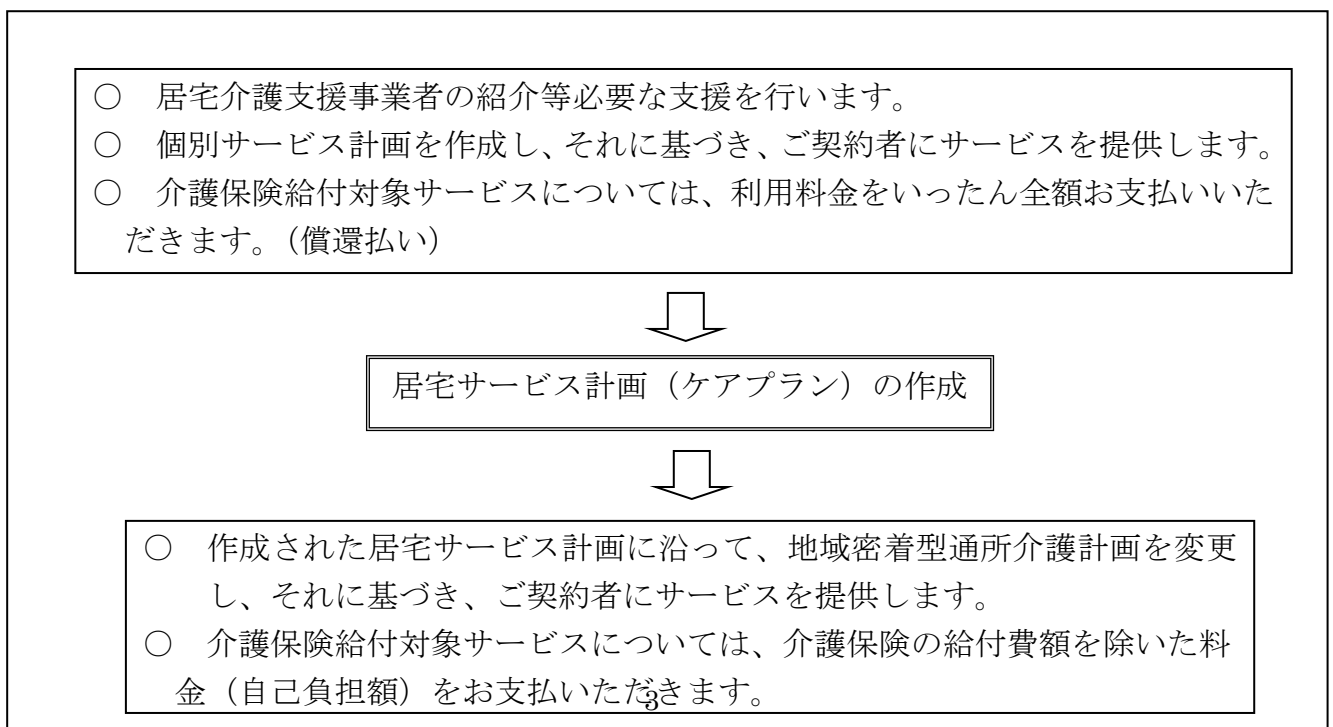 ○ 居宅介護支援事業者の紹介等必要な支援を行います。
○ 個別サービス計画を作成し、それに基づき、ご契約者にサービスを提供します。
○ 介護保険給付対象サービスについては、利用料金をいったん全額お支払いいた
だきます。（償還払い）
居宅サービス計画（ケアプラン）の作成
○ 作成された居宅サービス計画に沿って、地域密着型通所介護計画を変更
し、それに基づき、ご契約者にサービスを提供します。
○ 介護保険給付対象サービスについては、介護保険の給付費額を除いた料
金（自己負担額）をお支払いただきます。
3